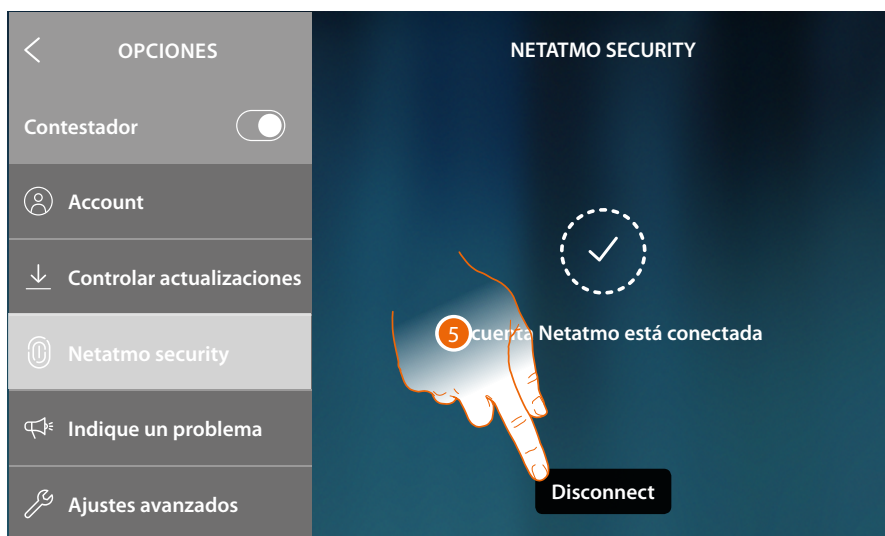 OPCIONES
Contestador
Account
Controlar actualizaciones
Netatmo security
Indique un problema
Ajustes avanzados
NETATMO SECURITY
5 cuenta Netatmo está conectada
Disconnect